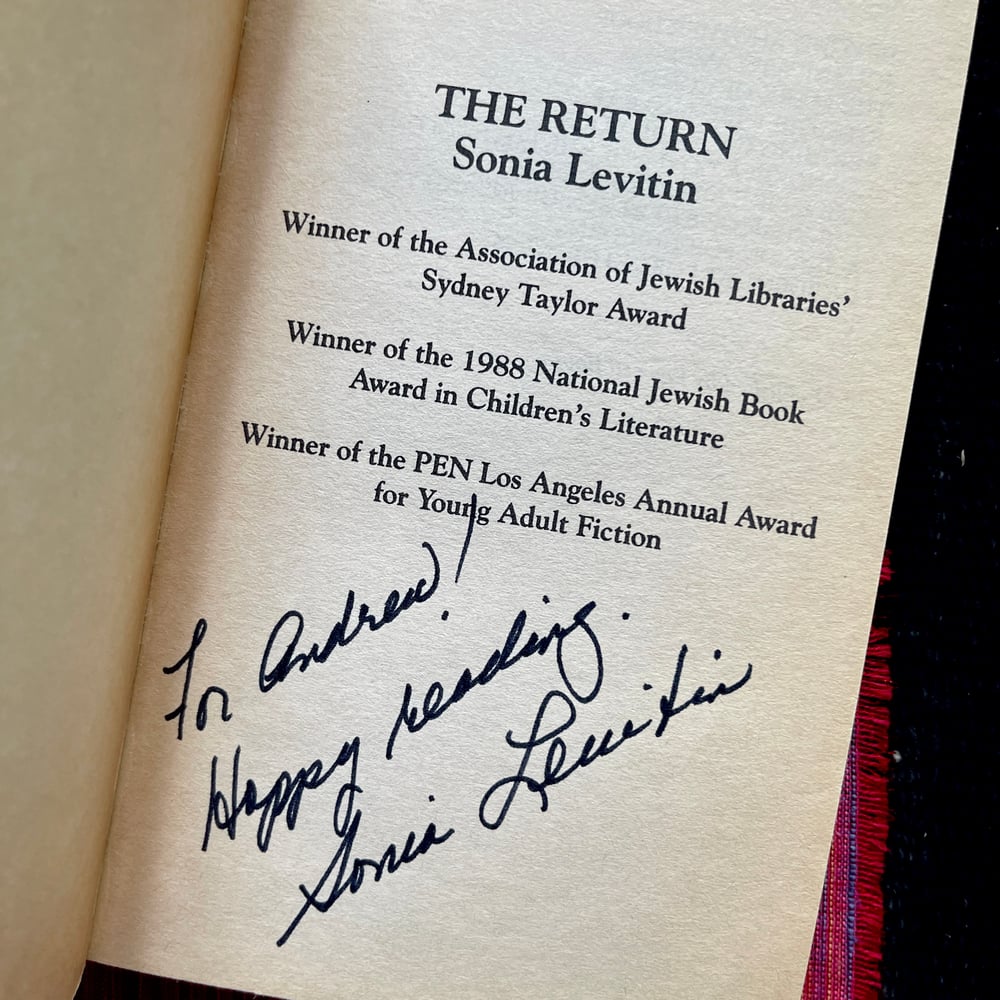 THE RETURN
Sonia Levitin
Winner of the Association of Jewish Libraries’
Sydney Taylor Award
Winner of the 1988 National Jewish Book
Award in Children’s Literature
Winner of the PEN Los Angeles Annual Award
for Young Adult Fiction
For Andrew!
Happy reading.
Sonia Levitin